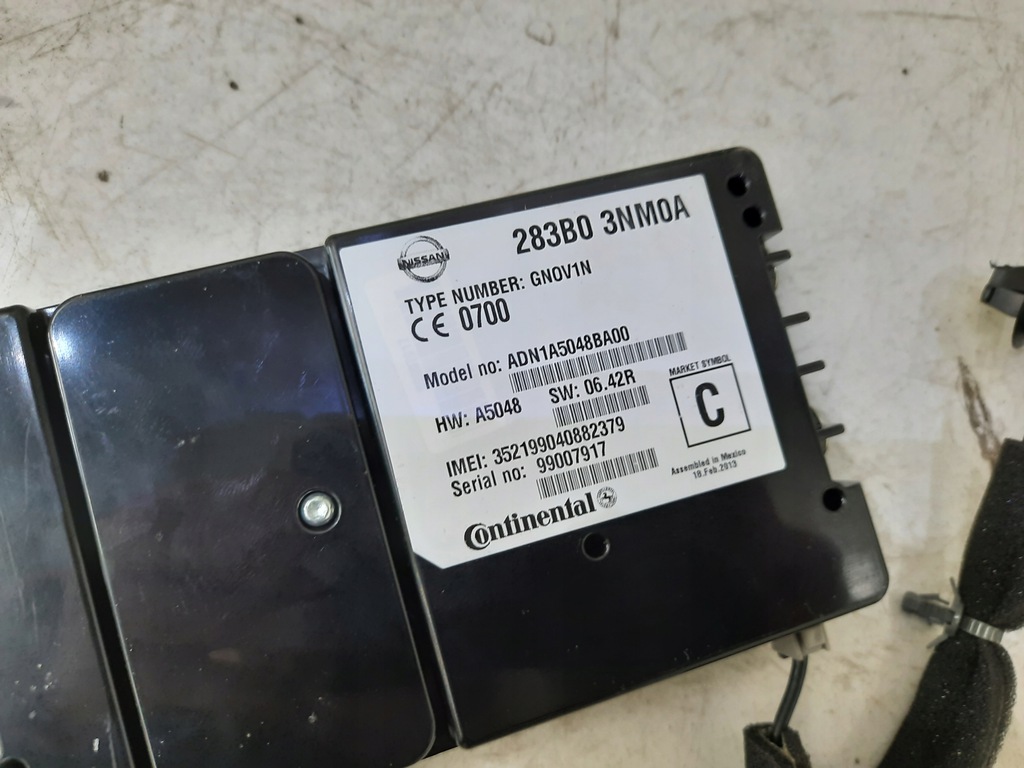 283B0 3NM0A
NISSAN
TYPE NUMBER: GNOV1N
CE 0700
Model no: ADN1A5048BA00
HW: A5048 SW: 06.42R
MARKET SYMBOL
C
IMEI: 352199040882379
Serial no: 99007917
Assembled in Mexico
18.Feb.2013
Continental